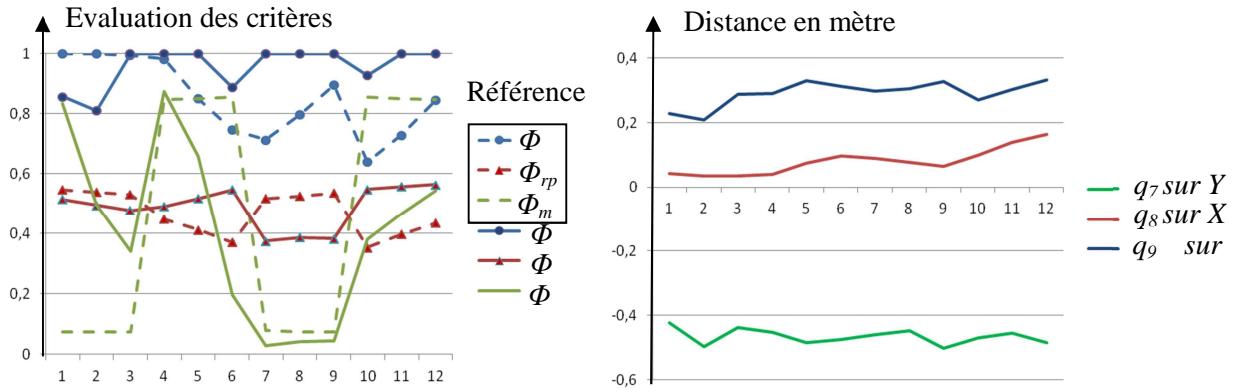 Evaluation des critères
1
0,8
0,6
0,4
0,2
0
1 2 3 4 5 6 7 8 9 10 11 12
Référence
Φ
Φrp
Φm
Φ
Φ
Φ
Distance en mètre
0,4
0,2
0
-0,2
-0,4
-0,6
1 2 3 4 5 6 7 8 9 10 11 12
q7 sur Y
q8 sur X
q9 sur